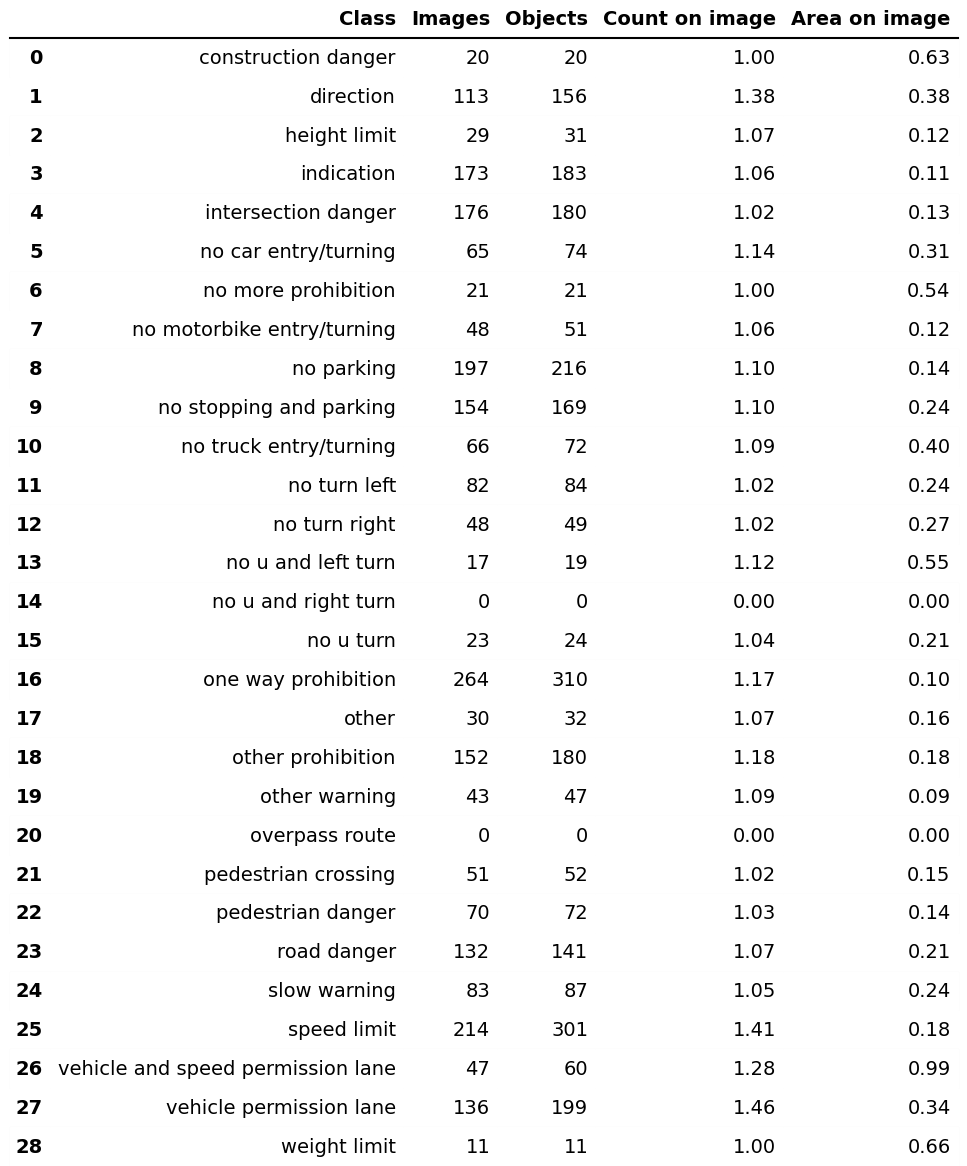 Class Images Objects Count on image Area on image
0 construction danger 20 20 1.00 0.63
1 direction 113 156 1.38 0.38
2 height limit 29 31 1.07 0.12
3 indication 173 183 1.06 0.11
4 intersection danger 176 180 1.02 0.13
5 no car entry/turning 65 74 1.14 0.31
6 no more prohibition 21 21 1.00 0.54
7 no motorbike entry/turning 48 51 1.06 0.12
8 no parking 197 216 1.10 0.14
9 no stopping and parking 154 169 1.10 0.24
10 no truck entry/turning 66 72 1.09 0.40
11 no turn left 82 84 1.02 0.24
12 no turn right 48 49 1.02 0.27
13 no u and left turn 17 19 1.12 0.55
14 no u and right turn 0 0 0.00 0.00
15 no u turn 23 24 1.04 0.21
16 one way prohibition 264 310 1.17 0.10
17 other 30 32 1.07 0.16
18 other prohibition 152 180 1.18 0.18
19 other warning 43 47 1.09 0.09
20 overpass route 0 0 0.00 0.00
21 pedestrian crossing 51 52 1.02 0.15
22 pedestrian danger 70 72 1.03 0.14
23 road danger 132 141 1.07 0.21
24 slow warning 83 87 1.05 0.24
25 speed limit 214 301 1.41 0.18
26 vehicle and speed permission lane 47 60 1.28 0.99
27 vehicle permission lane 136 199 1.46 0.34
28 weight limit 11 11 1.00 0.66